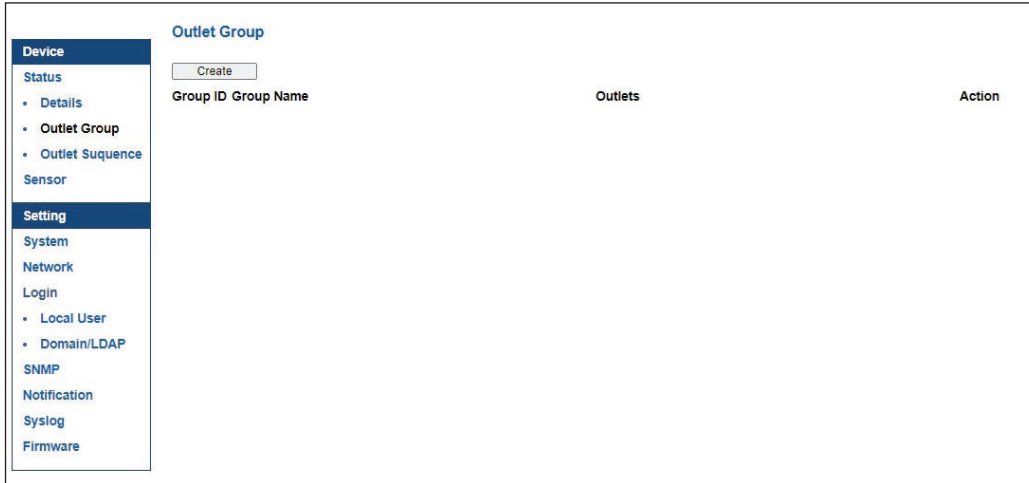 Device
Status
• Details
• Outlet Group
• Outlet Suquence
Sensor
Setting
System
Network
Login
• Local User
• Domain/LDAP
SNMP
Notification
Syslog
Firmware
Outlet Group
Create
Group ID Group Name Outlets Action